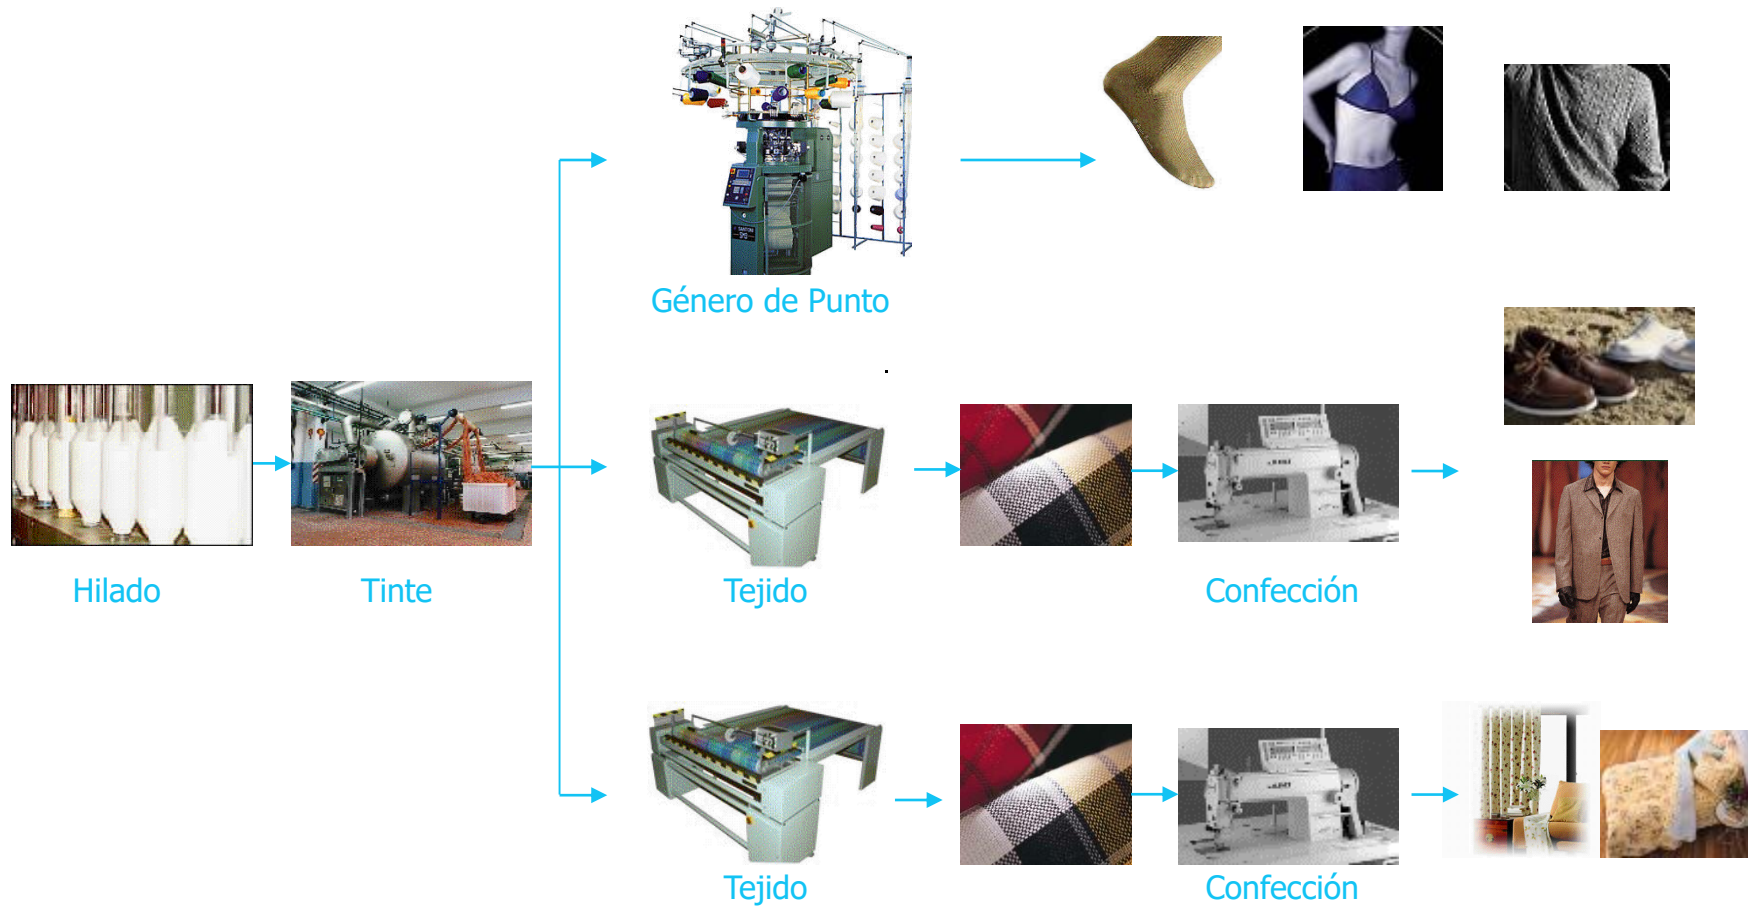 Género de Punto
Hilado
Tinte
Tejido
Confección
Tejido
Confección